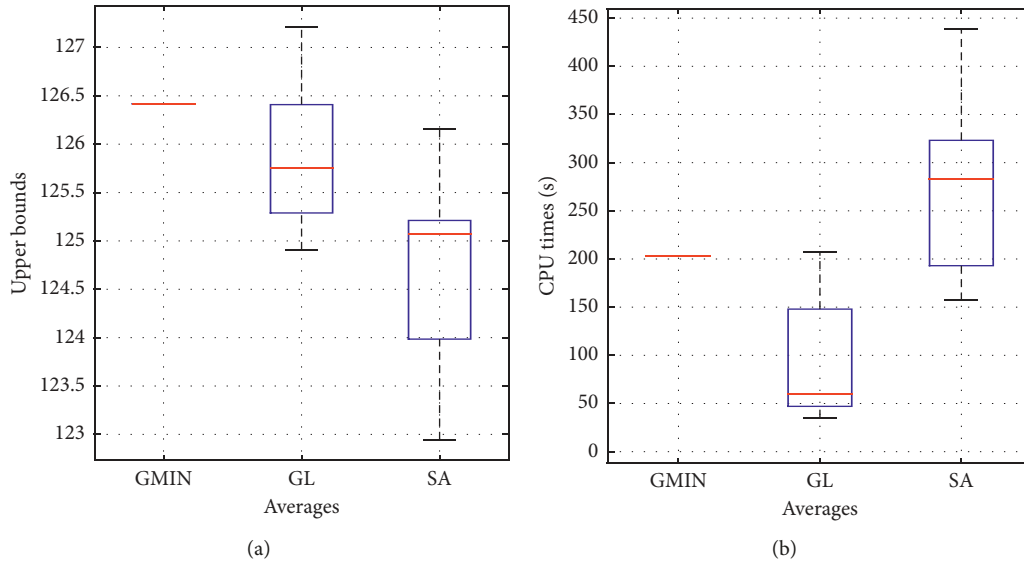 Upper bounds
127
126.5
126
125.5
125
124.5
124
123.5
123
GMIN GL SA
Averages
(a)
CPU times (s)
450
400
350
300
250
200
150
100
50
0
GMIN GL SA
Averages
(b)